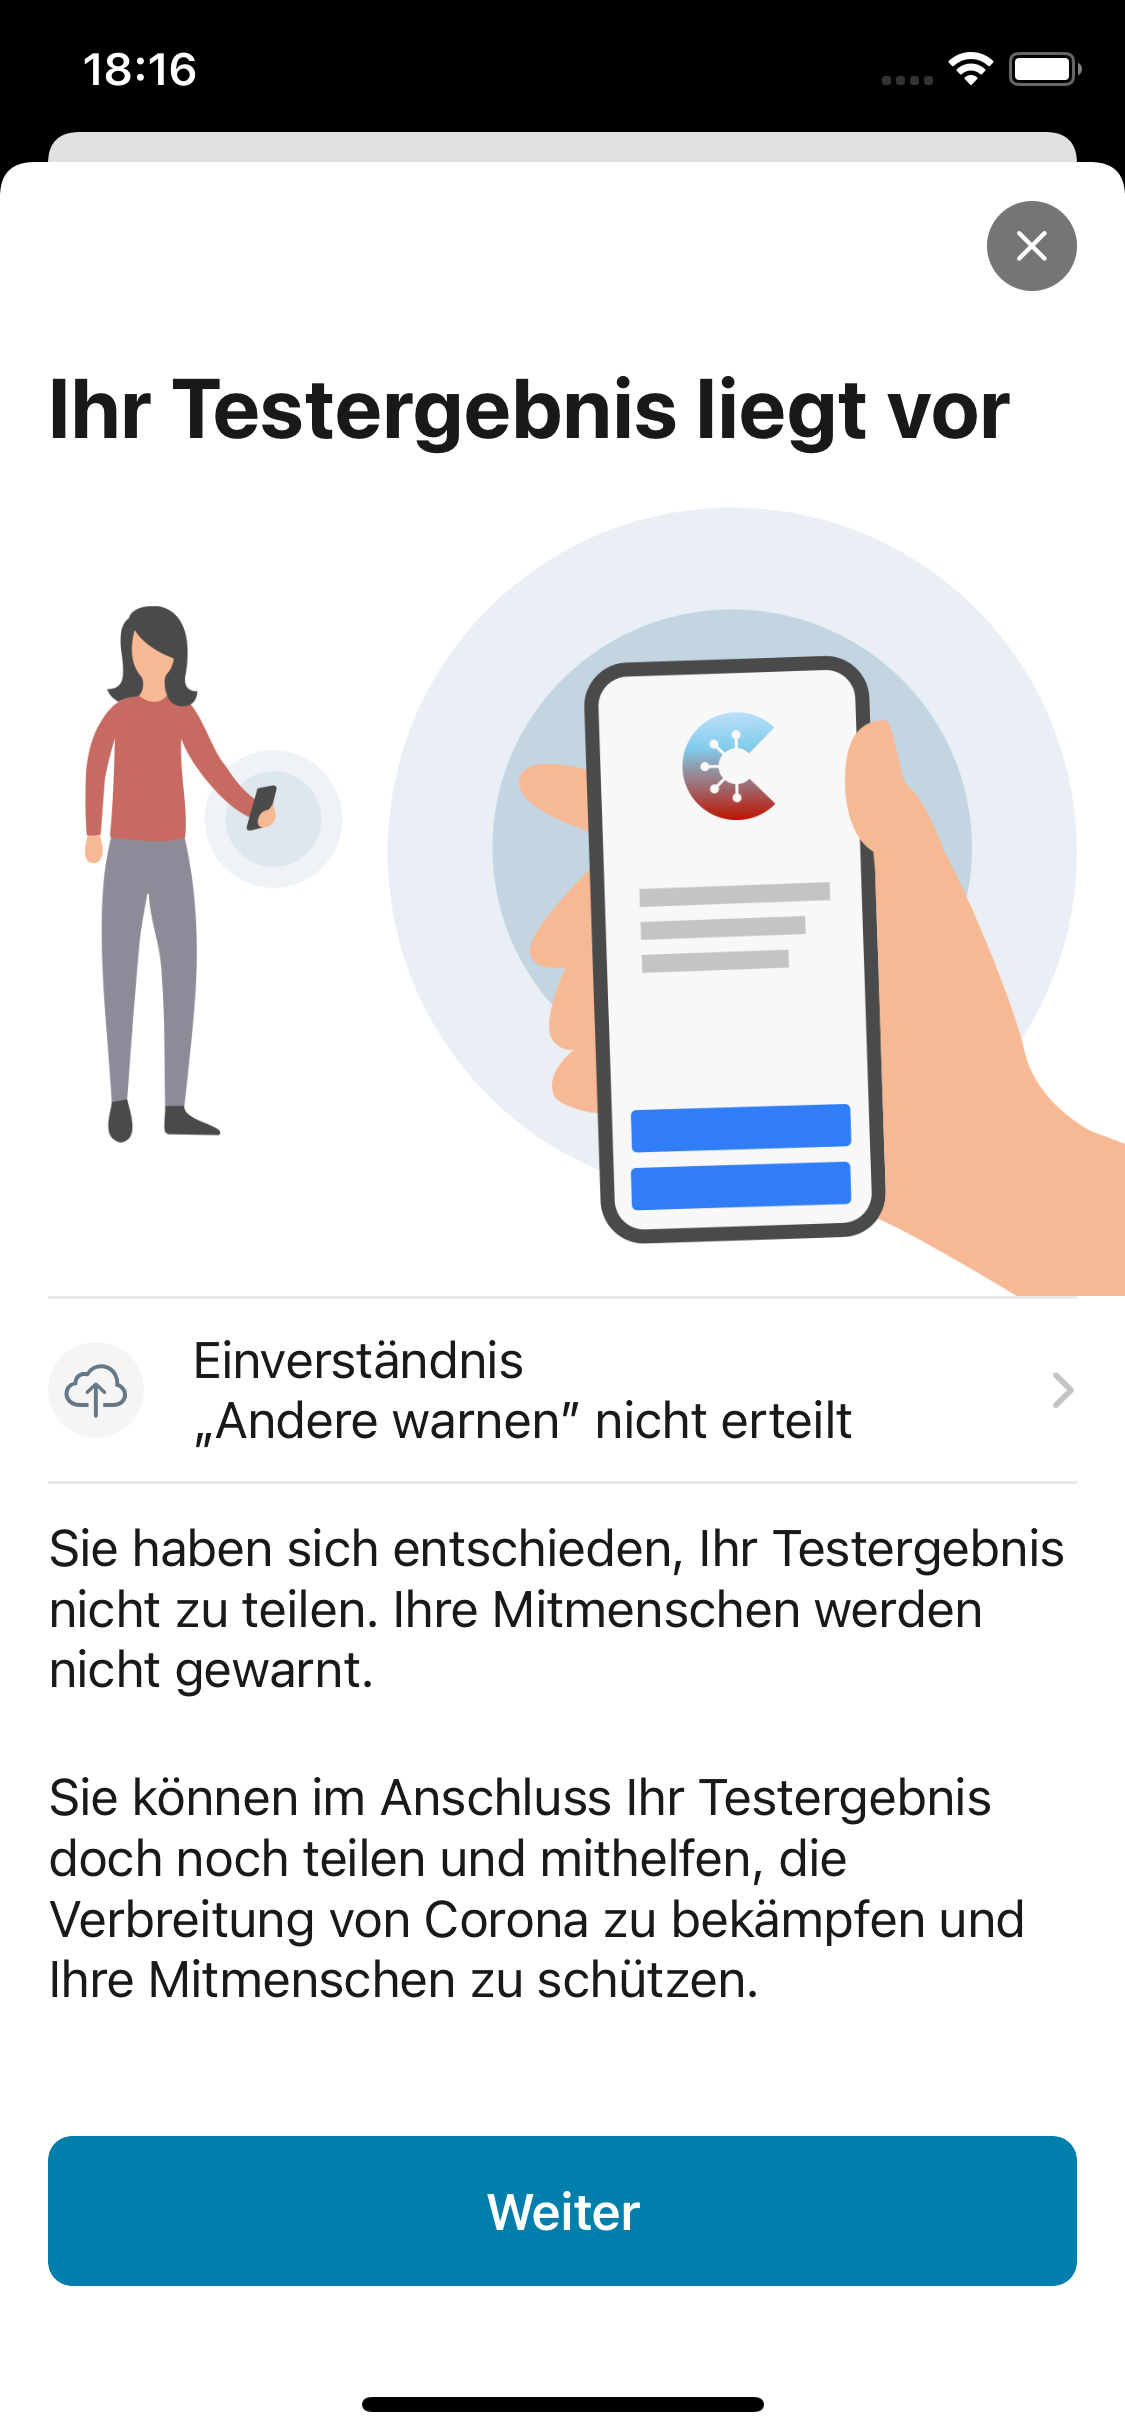 18:16
Ihr Testergebnis liegt vor
Einverständnis
„Andere warnen” nicht erteilt
Sie haben sich entschieden, Ihr Testergebnis
nicht zu teilen. Ihre Mitmenschen werden
nicht gewarnt.
Sie können im Anschluss Ihr Testergebnis
doch noch teilen und mithelfen, die
Verbreitung von Corona zu bekämpfen und
Ihre Mitmenschen zu schützen.
Weiter